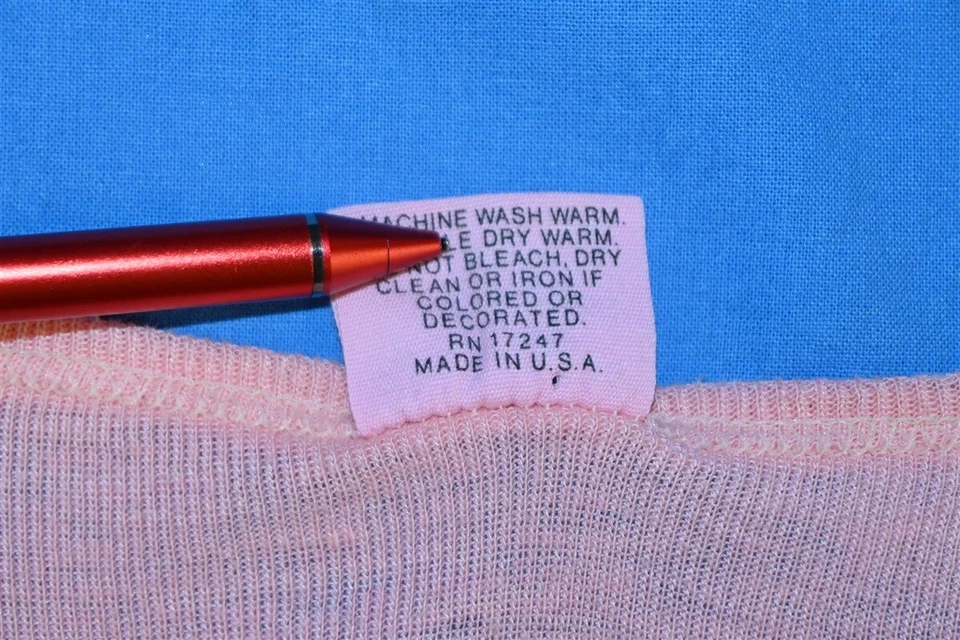 MACHINE WASH WARM.
LE DRY WARM.
NOT BLEACH, DRY
CLEAN OR IRON IF
COLORED OR
DECORATED.
RN 17247
MADE IN U.S.A.